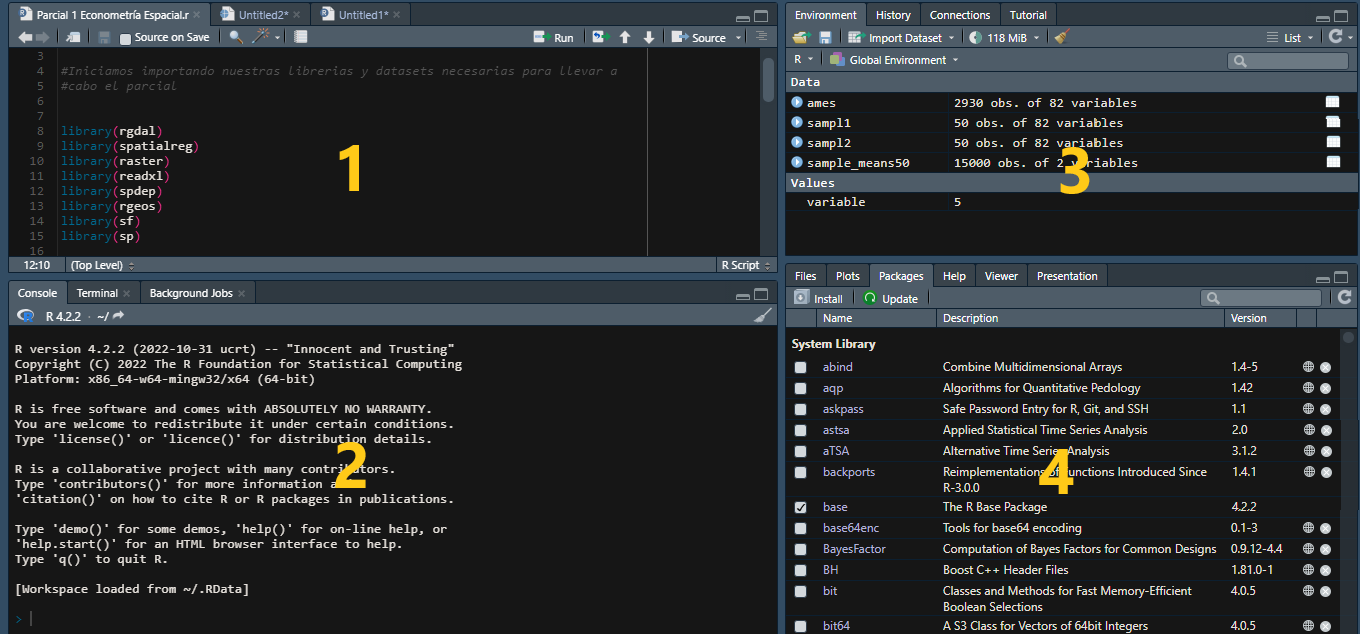 Parcial 1 Econometría Espacial.r
Untitled2*
Untitled1*
Source on Save
Run
Source
3
4 #Iniciamos importando nuestras librerias y datasets necesarias para llevar a
5 #cabo el parcial
6
7
8 library(rgdal)
9 library(spatialreg)
10 library(raster)
11 library(readxl)
12 library(spdep)
13 library(rgeos)
14 library(sf)
15 library(sp)
16
1
12:10 (Top Level) R Script
Console Terminal Background Jobs
R 4.2.2 · ~/
R version 4.2.2 (2022-10-31 ucrt) -- "Innocent and Trusting"
Copyright (C) 2022 The R Foundation for Statistical Computing
Platform: x86_64-w64-mingw32/x64 (64-bit)
R is free software and comes with ABSOLUTELY NO WARRANTY.
You are welcome to redistribute it under certain conditions.
Type 'license()' or 'licence()' for distribution details.
R is a collaborative project with many contributors.
Type 'contributors()' for more information a
'citation()' on how to cite R or R packages in publications.
Type 'demo()' for some demos, 'help()' for on-line help, or
'help.start()' for an HTML browser interface to help.
Type 'q()' to quit R.
[Workspace loaded from ~/.RData]
>
2
Environment History Connections Tutorial
Import Dataset 118 MiB List
R Global Environment
Data
ames 2930 obs. of 82 variables
sampl1 50 obs. of 82 variables
sampl2 50 obs. of 82 variables
sample_means50 15000 obs. of 2 variables
Values
variable 5
3
Files Plots Packages Help Viewer Presentation
Install Update
Name Description Version
System Library
abind Combine Multidimensional Arrays 1.4-5
aqp Algorithms for Quantitative Pedology 1.42
askpass Safe Password Entry for R, Git, and SSH 1.1
astsa Applied Statistical Time Series Analysis 2.0
aTSA Alternative Time Series Analysis 3.1.2
backports Reimplementations of Functions Introduced Since 1.4.1
R-3.0.0
base The R Base Package 4.2.2
base64enc Tools for base64 encoding 0.1-3
BayesFactor Computation of Bayes Factors for Common Designs 0.9.12-4.4
BH Boost C++ Header Files 1.81.0-1
bit Classes and Methods for Fast Memory-Efficient 4.0.5
Boolean Selections
bit64 A S3 Class for Vectors of 64bit Integers 4.0.5
4